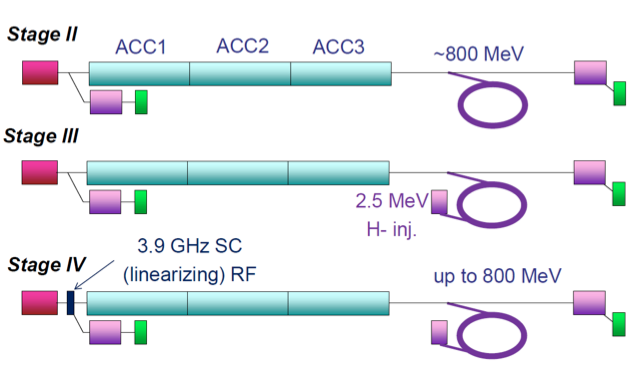 Stage II
ACC1 ACC2 ACC3
~800 MeV
Stage III
2.5 MeV
H- inj.
3.9 GHz SC
(linearizing) RF
Stage IV
up to 800 MeV